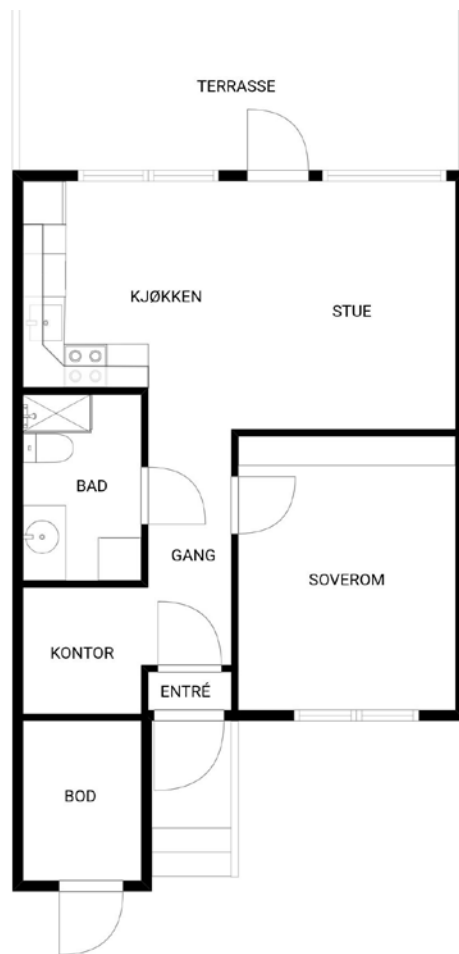 TERRASSE
KJØKKEN
STUE
BAD
GANG
SOVEROM
KONTOR
ENTRÉ
BOD